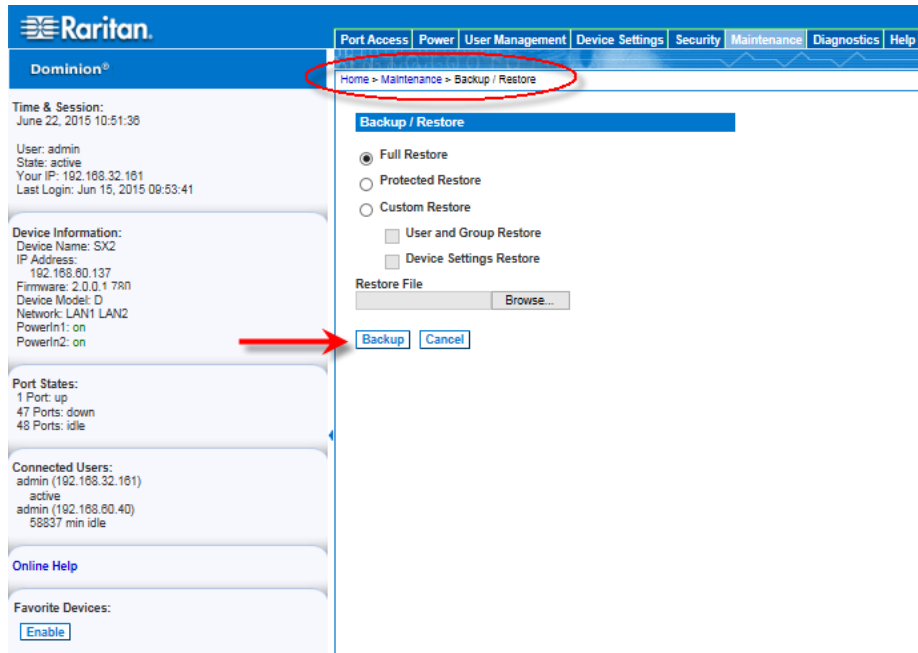 Raritan.
Port Access Power User Management Device Settings Security Maintenance Diagnostics Help
Dominion®
Home > Maintenance > Backup / Restore
Time & Session:
June 22, 2015 10:51:36
User: admin
State: active
Your IP: 192.168.32.161
Last Login: Jun 15, 2015 09:53:41
Device Information:
Device Name: SX2
IP Address:
192.168.60.137
Firmware: 2.0.0.1.780
Device Model: D
Network: LAN1 LAN2
PowerIn1: on
PowerIn2: on
Port States:
1 Port: up
47 Ports: down
48 Ports: idle
Connected Users:
admin (192.168.32.161)
active
admin (192.168.60.40)
58837 min idle
Online Help
Favorite Devices:
Enable
Backup / Restore
Full Restore
Protected Restore
Custom Restore
User and Group Restore
Device Settings Restore
Restore File
Browse...
Backup Cancel